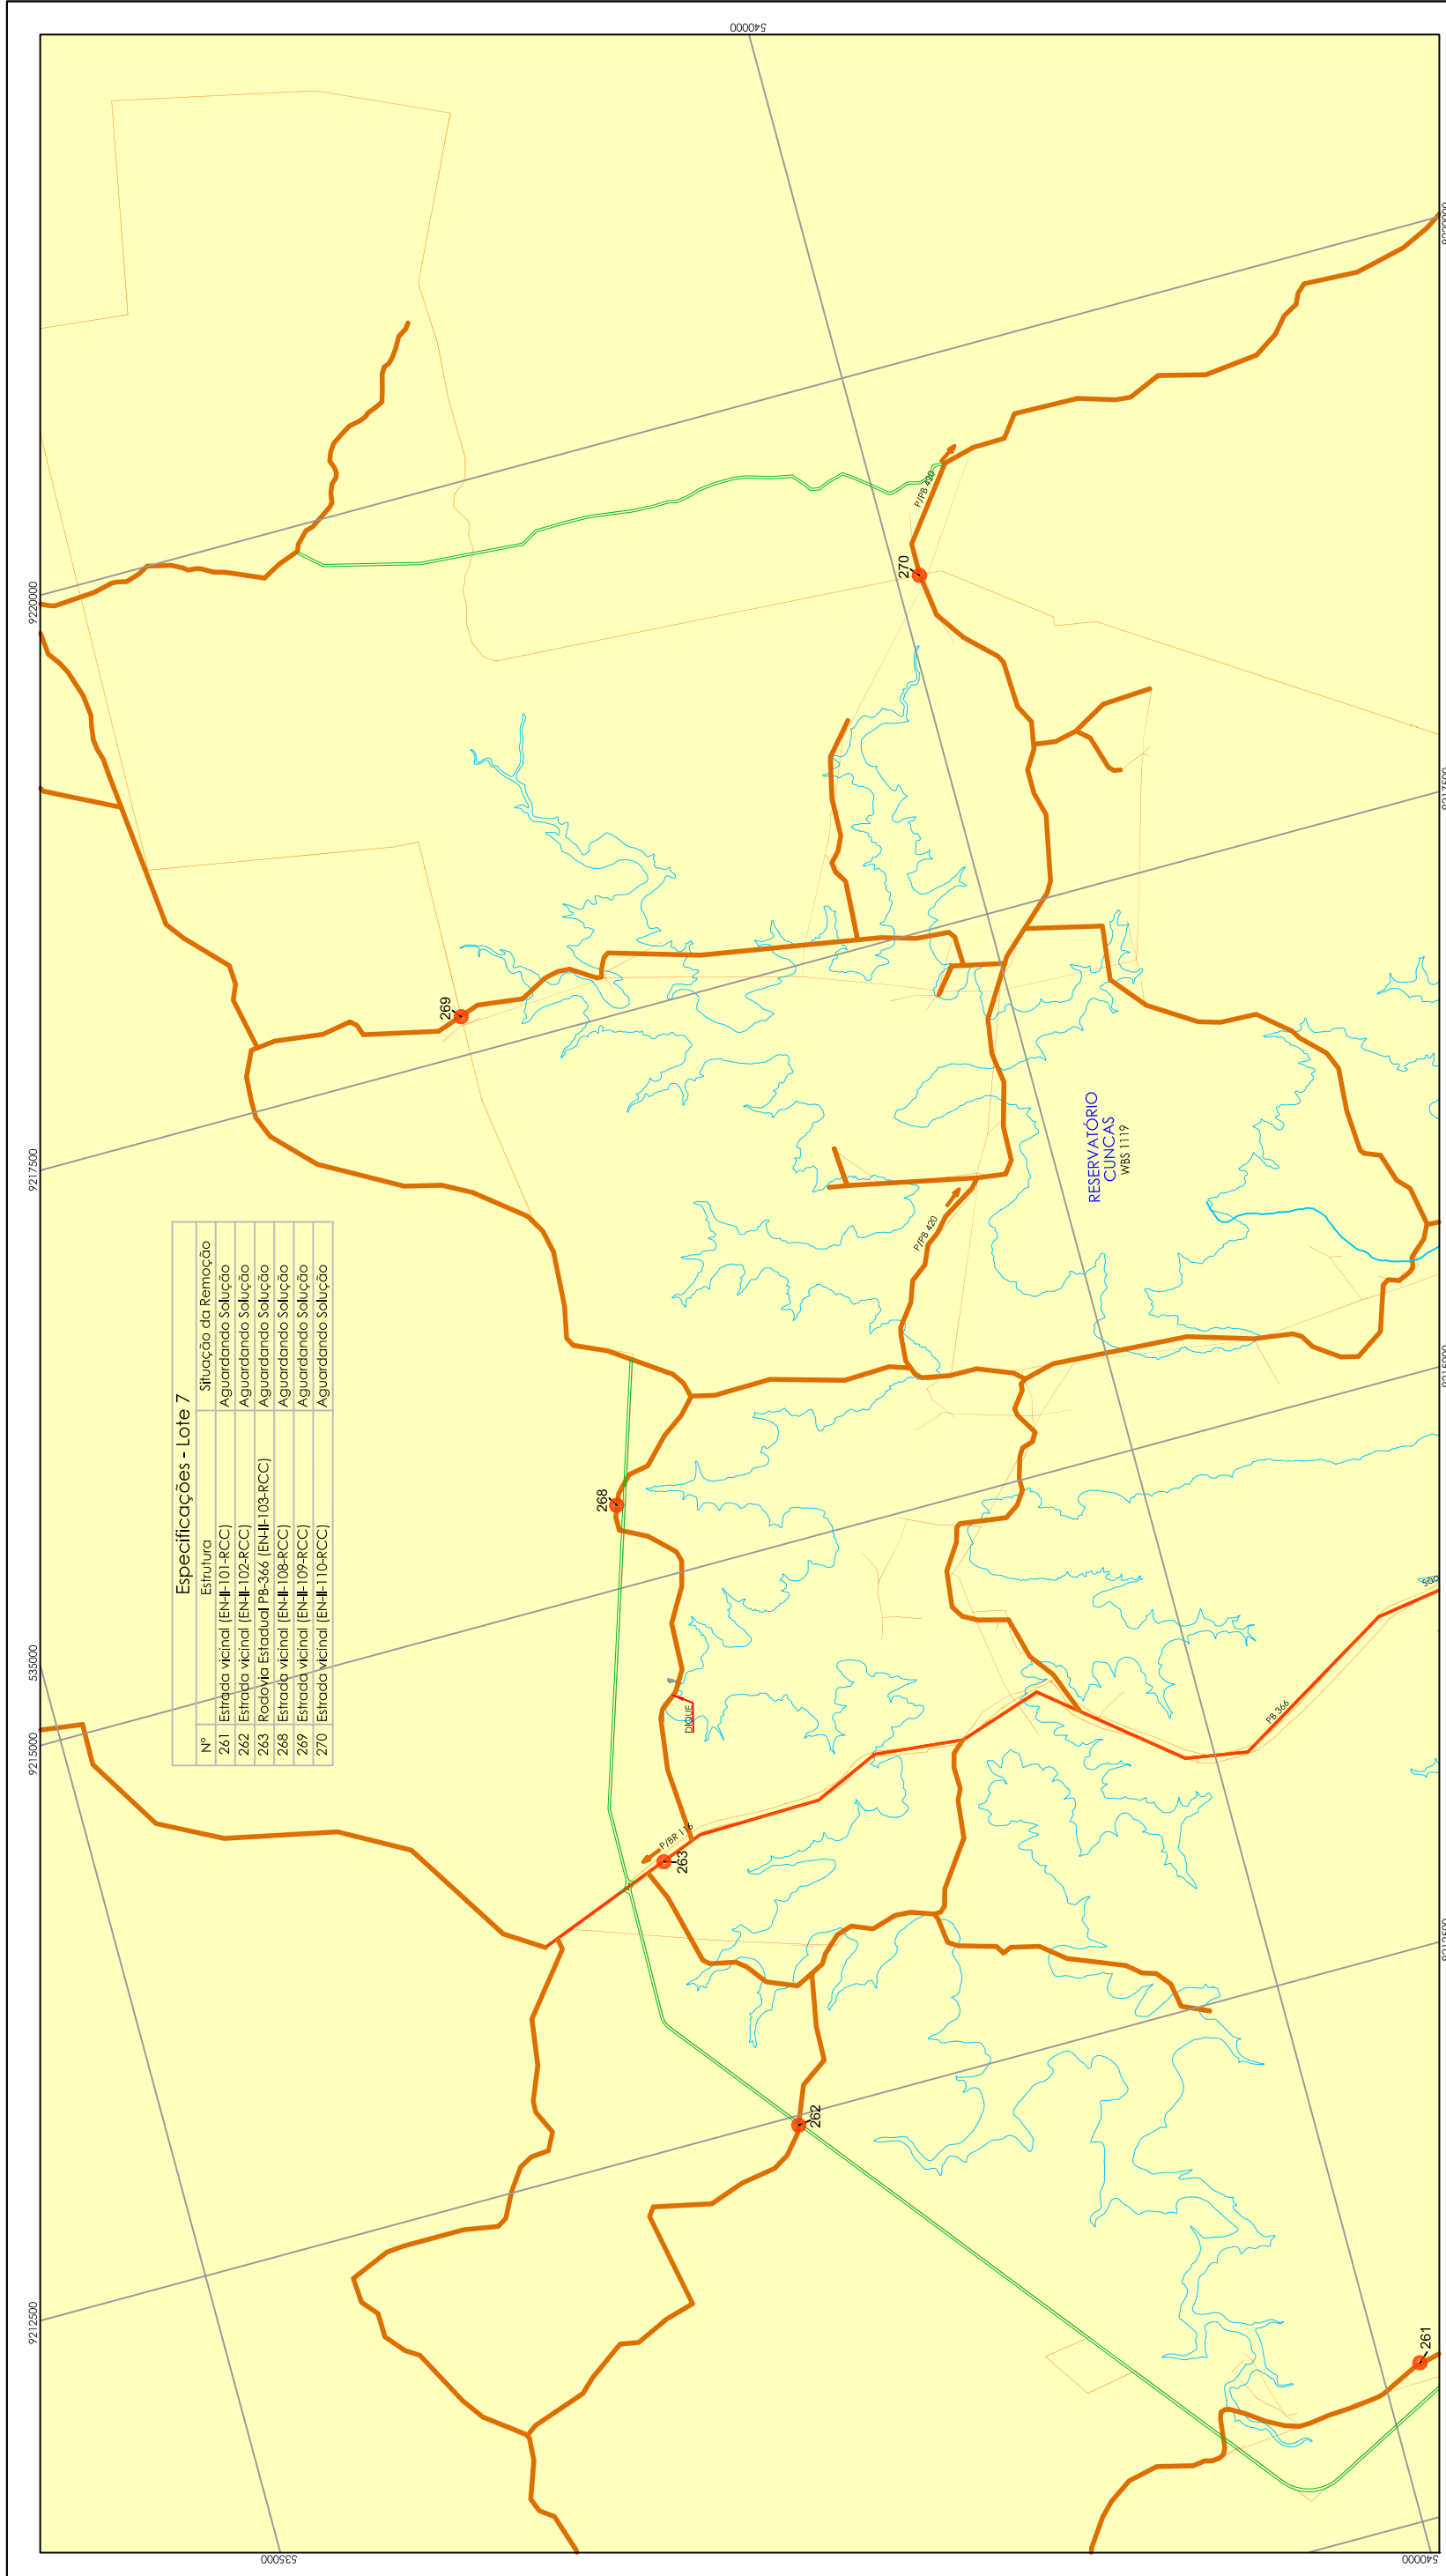 Especificações - Lote 7
Nº Estrutura Situação da Remoção
261 Estrada vicinal (EN-II-101-RCC) Aguardando Solução
262 Estrada vicinal (EN-II-102-RCC) Aguardando Solução
263 Rodovia Estadual PB-366 (EN-II-103-RCC) Aguardando Solução
268 Estrada vicinal (EN-II-108-RCC) Aguardando Solução
269 Estrada vicinal (EN-II-109-RCC) Aguardando Solução
270 Estrada vicinal (EN-II-110-RCC) Aguardando Solução
9212500
9215000
535000
9217500
9220000
535000
540000
540000
261
262
263
268
269
270
P/BR 116
DIQUE
P/PB 420
P/PB 420
PB 366
RESERVATÓRIO
CUNCAS
WBS 1119